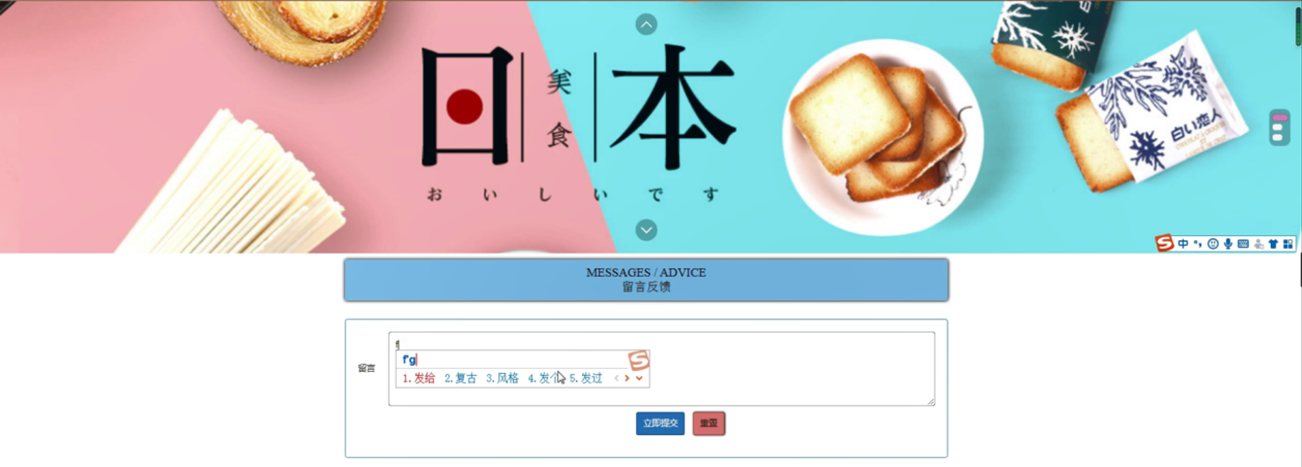 日 美食 本
おいしいです
白い恋人
中
MESSAGES / ADVICE
留言反馈
留言
f'g
1.发给 2.复古 3.风格 4.发个 5.发过
立即提交 重置